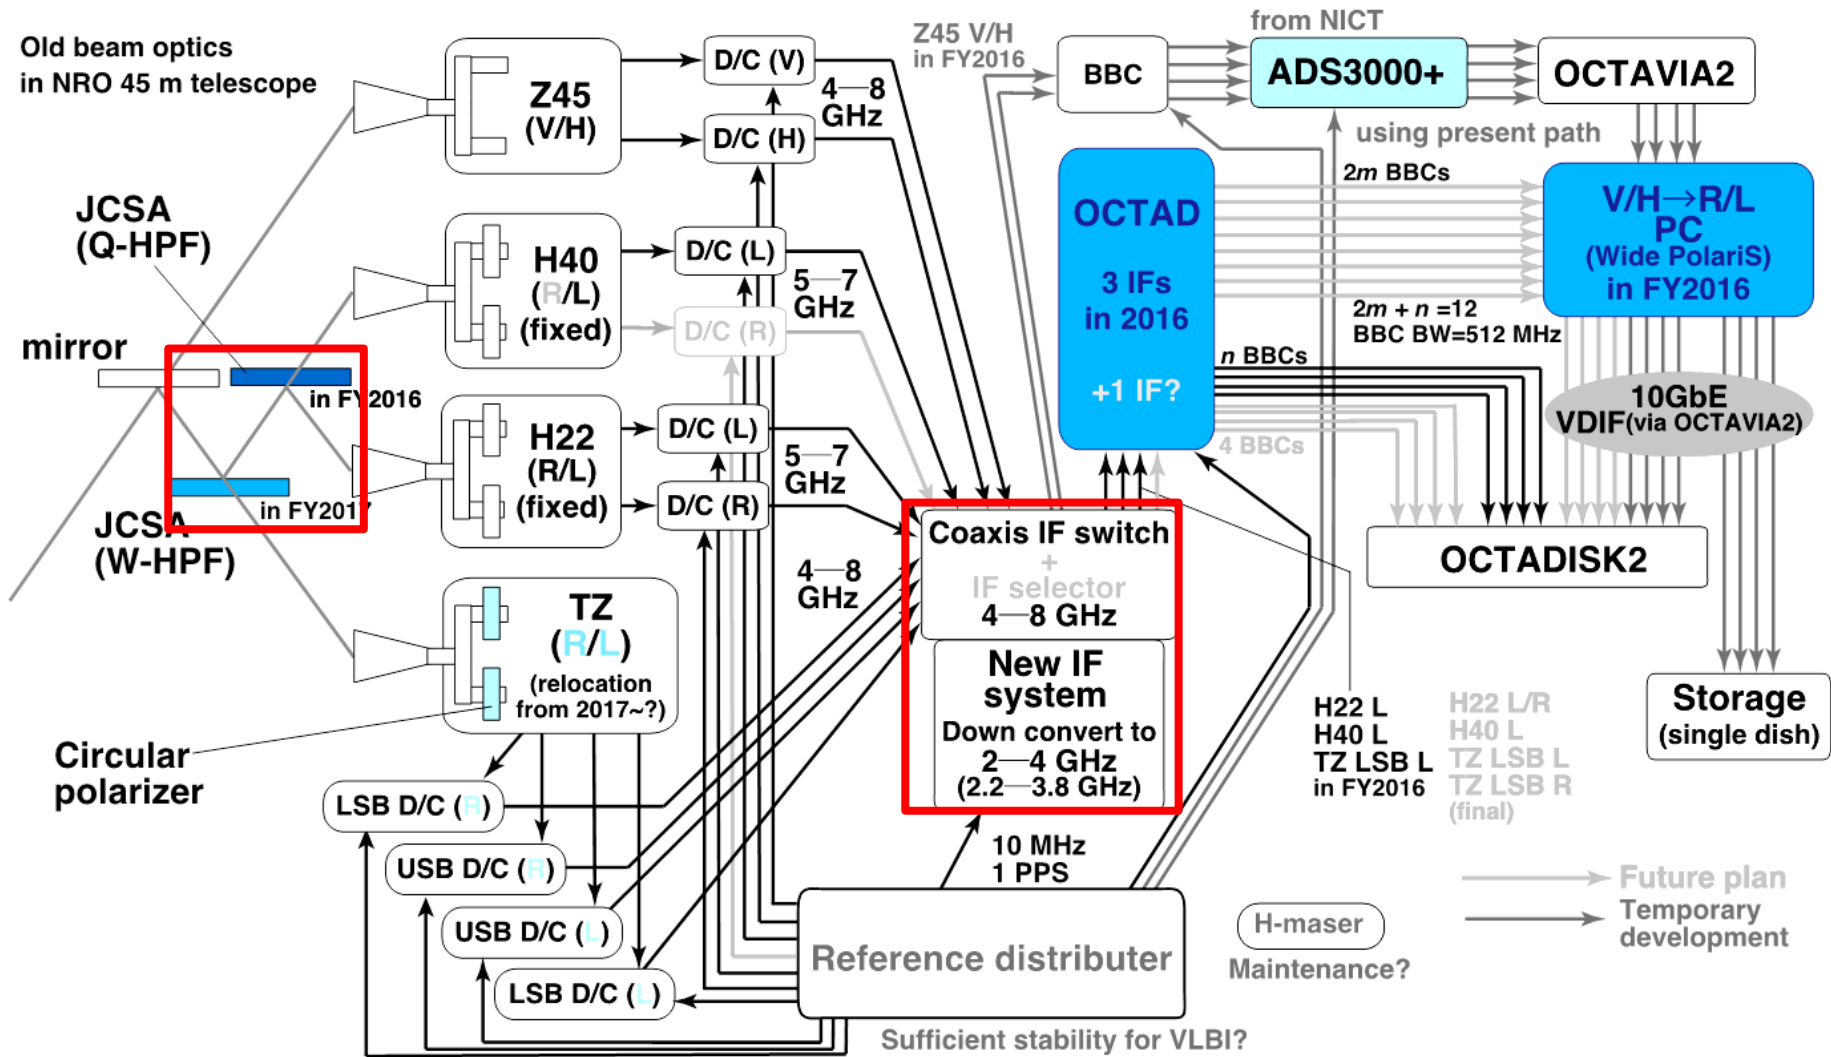 Old beam optics
in NRO 45 m telescope
JCSA
(Q-HPF)
mirror
in FY2016
in FY2017
JCSA
(W-HPF)
Circular
polarizer
Z45
(V/H)
H40
(R/L)
(fixed)
H22
(R/L)
(fixed)
TZ
(R/L)
(relocation
from 2017~?)
D/C (V)
D/C (H)
D/C (L)
D/C (R)
D/C (L)
D/C (R)
4—8
GHz
5—7
GHz
5—7
GHz
4—8
GHz
LSB D/C (R)
USB D/C (R)
USB D/C (L)
LSB D/C (L)
Z45 V/H
in FY2016
BBC
from NICT
ADS3000+
OCTAVIA2
using present path
OCTAD
3 IFs
in 2016
+1 IF?
2m BBCs
2m + n =12
BBC BW=512 MHz
n BBCs
4 BBCs
V/H→R/L
PC
(Wide PolariS)
in FY2016
10GbE
VDIF(via OCTAVIA2)
OCTADISK2
Storage
(single dish)
Coaxis IF switch
+
IF selector
4—8 GHz
New IF
system
Down convert to
2—4 GHz
(2.2—3.8 GHz)
10 MHz
1 PPS
H22 L
H40 L
TZ LSB L
in FY2016
H22 L/R
H40 L
TZ LSB L
TZ LSB R
(final)
Reference distributer
H-maser
Maintenance?
Sufficient stability for VLBI?
Future plan
Temporary
development